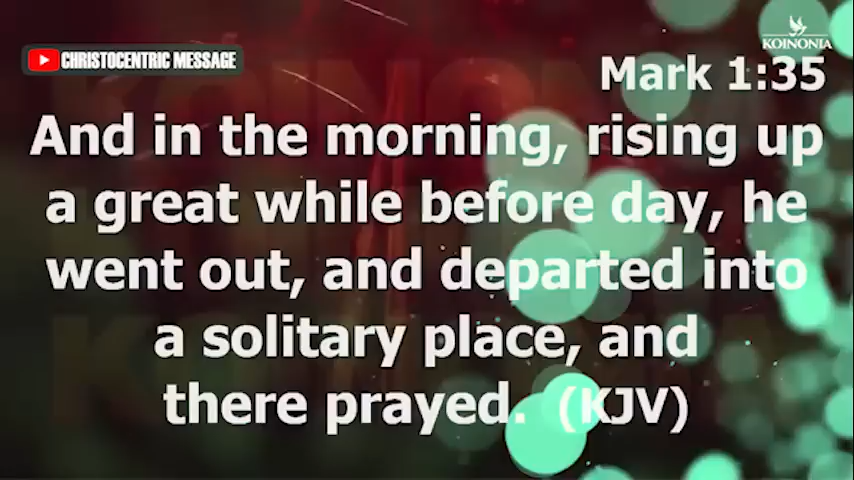 KOINONIA
CHRISTOCENTRIC MESSAGE
Mark 1:35
And in the morning, rising up
a great while before day, he
went out, and departed into
a solitary place, and
there prayed. (KJV)